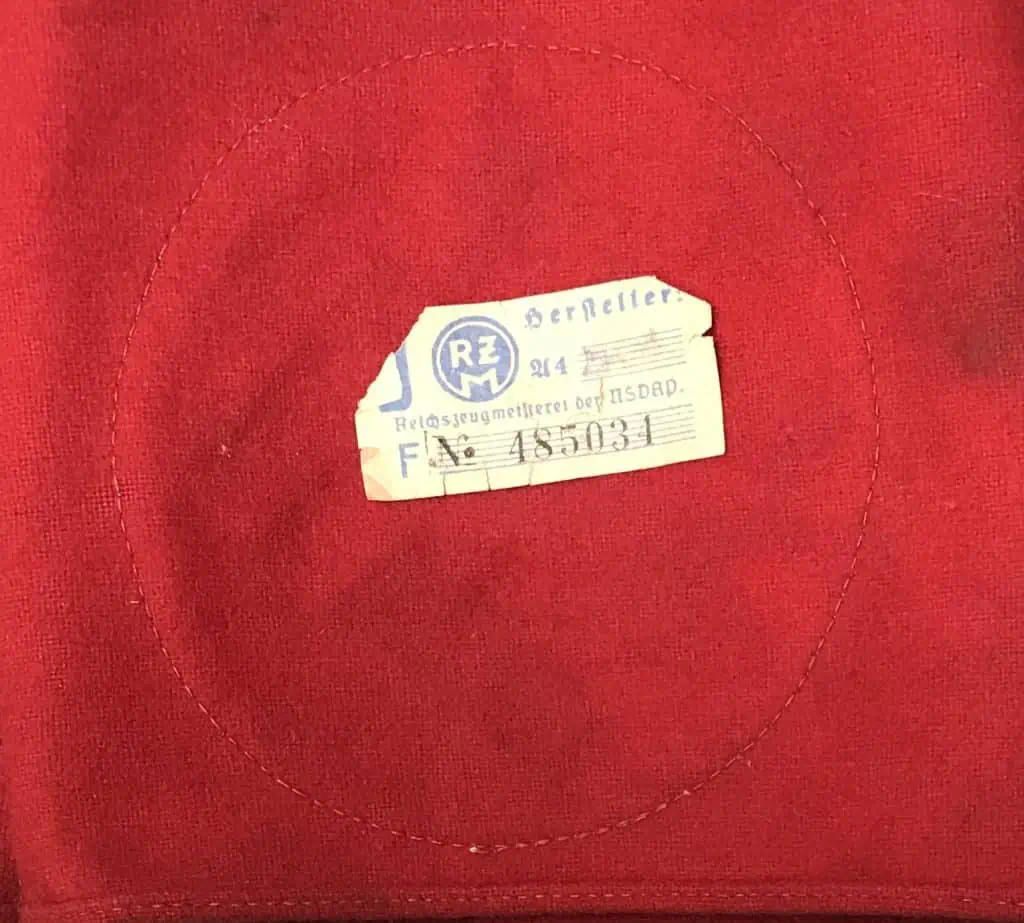 Hersteller:
RZM
A4
Reichszeugmeisterei der NSDAP.
F № 485034